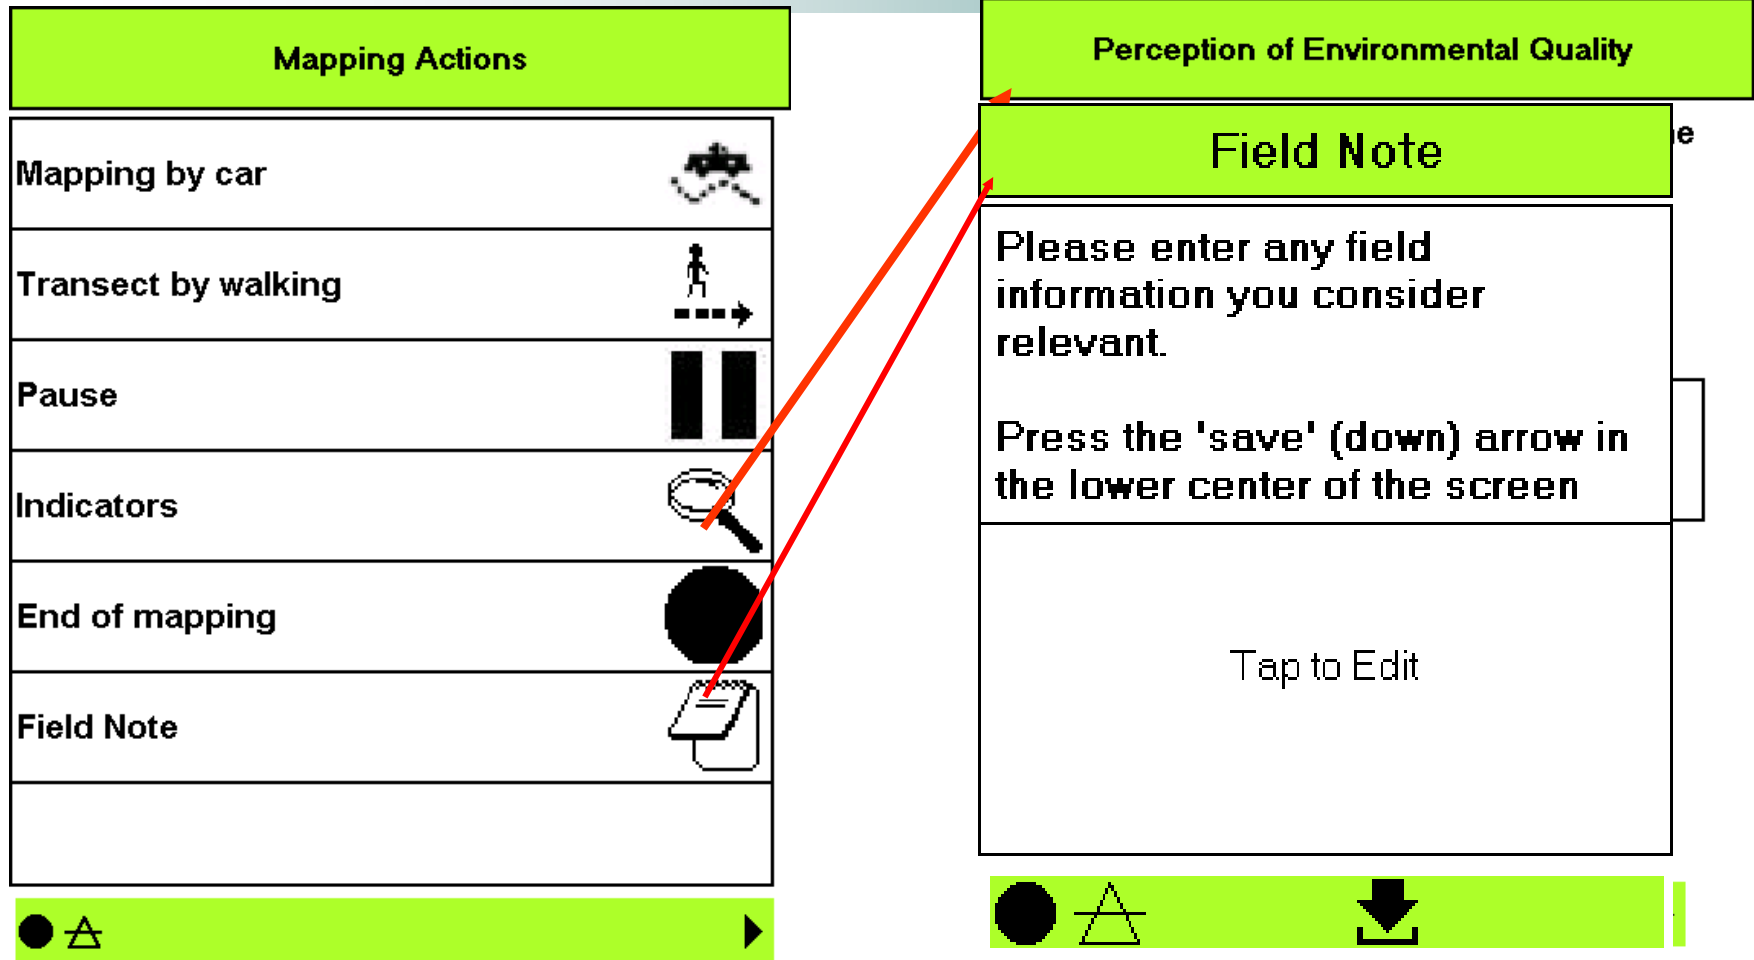 Mapping Actions
Mapping by car
Transect by walking
Pause
Indicators
End of mapping
Field Note
Perception of Environmental Quality
Field Note
Please enter any field
information you consider
relevant.
Press the 'save' (down) arrow in
the lower center of the screen
Tap to Edit